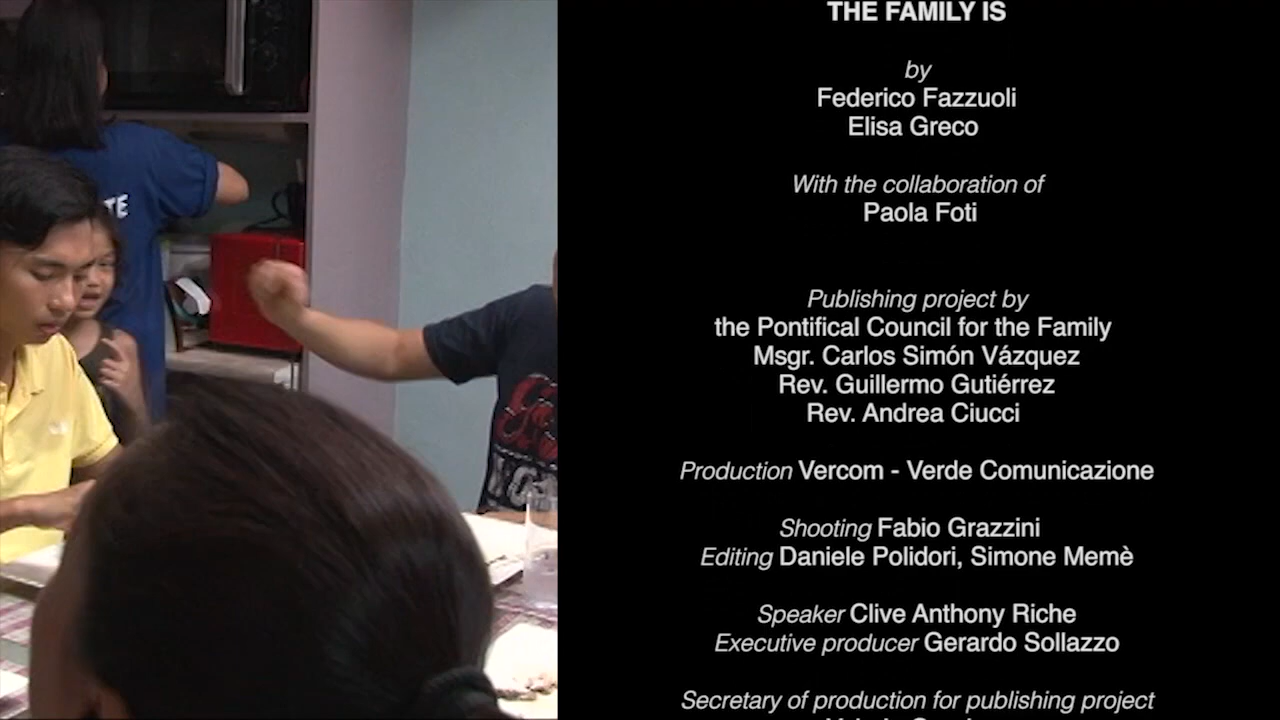 THE FAMILY IS
by
Federico Fazzuoli
Elisa Greco
With the collaboration of
Paola Foti
Publishing project by
the Pontifical Council for the Family
Msgr. Carlos Simón Vázquez
Rev. Guillermo Gutiérrez
Rev. Andrea Ciucci
Production Vercom - Verde Comunicazione
Shooting Fabio Grazzini
Editing Daniele Polidori, Simone Memè
Speaker Clive Anthony Riche
Executive producer Gerardo Sollazzo
Secretary of production for publishing project